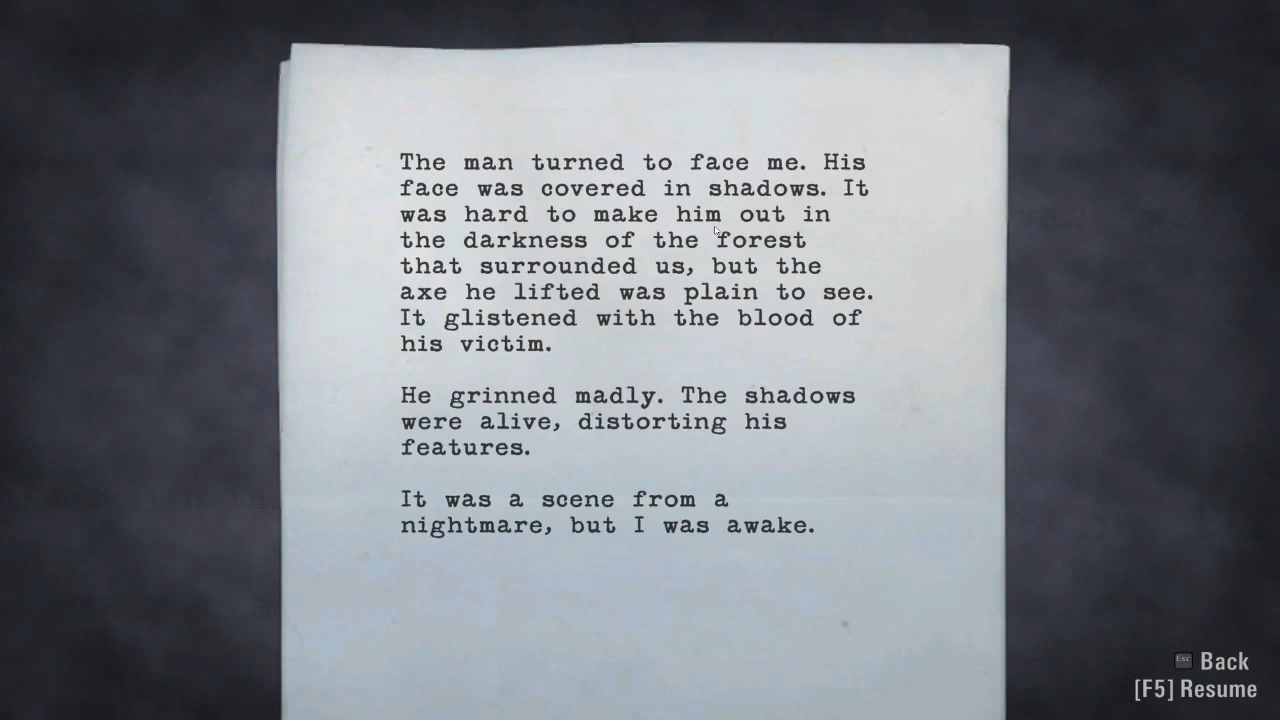 The man turned to face me. His
face was covered in shadows. It
was hard to make him out in
the darkness of the forest
that surrounded us, but the
axe he lifted was plain to see.
It glistened with the blood of
his victim.
He grinned madly. The shadows
were alive, distorting his
features.
It was a scene from a
nightmare, but I was awake.
Esc Back
[F5] Resume